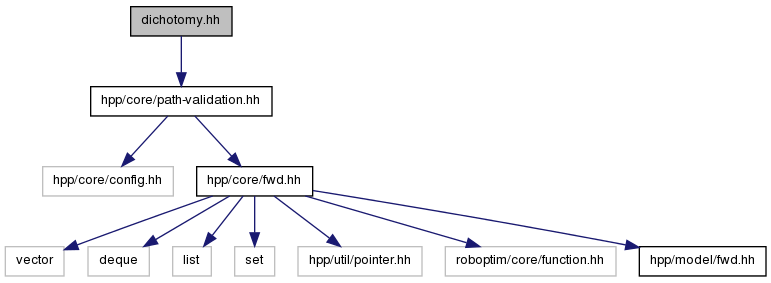 dichotomy.hh
hpp/core/path-validation.hh
hpp/core/config.hh
hpp/core/fwd.hh
vector
deque
list
set
hpp/util/pointer.hh
roboptim/core/function.hh
hpp/model/fwd.hh